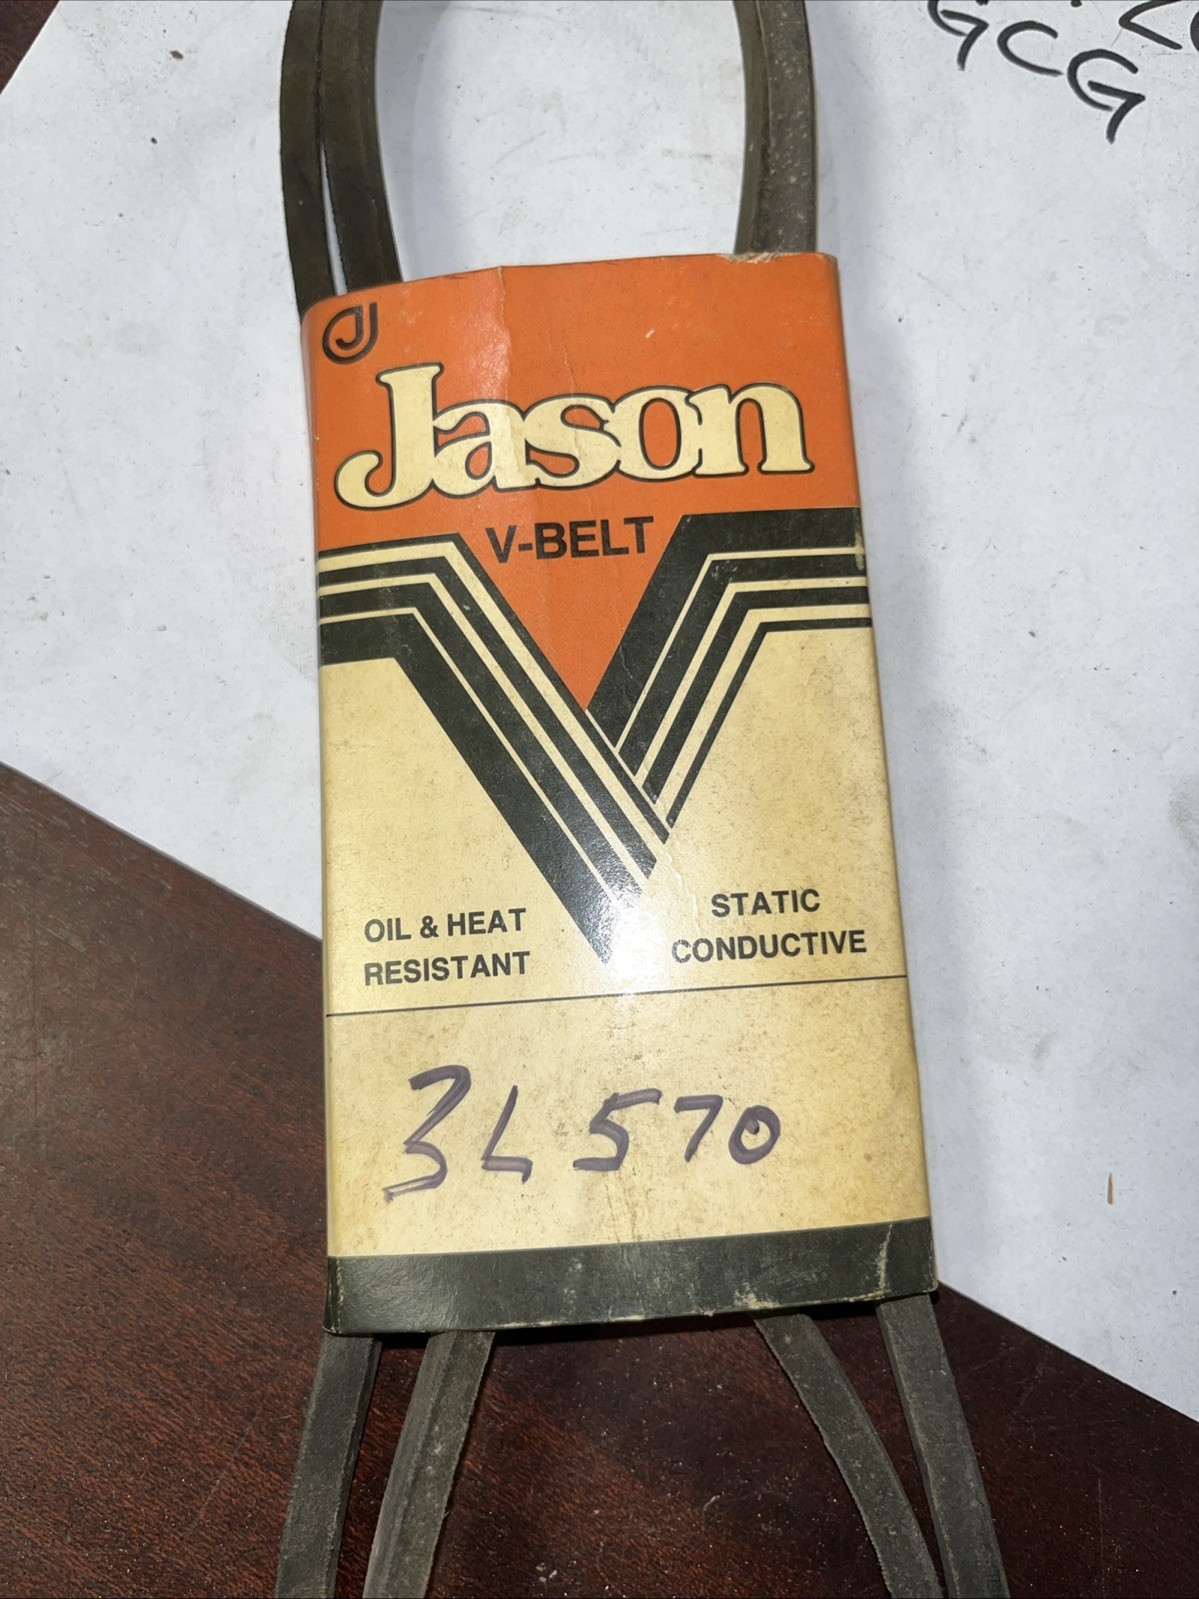 GCG
J
Jason
V-BELT
OIL & HEAT
RESISTANT
STATIC
CONDUCTIVE
3L570